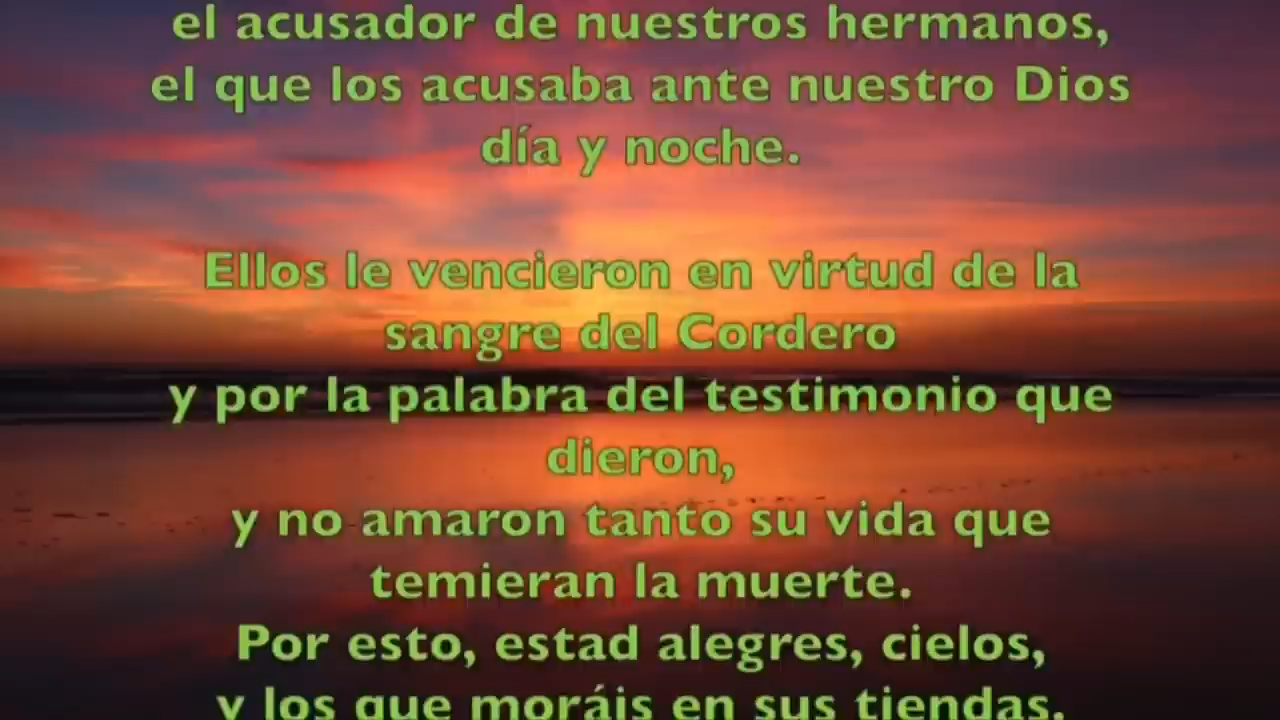 el acusador de nuestros hermanos,
el que los acusaba ante nuestro Dios
día y noche.
Ellos le vencieron en virtud de la
sangre del Cordero
y por la palabra del testimonio que
dieron,
y no amaron tanto su vida que
temieran la muerte.
Por esto, estad alegres, cielos,
y los que moráis en sus tiendas.